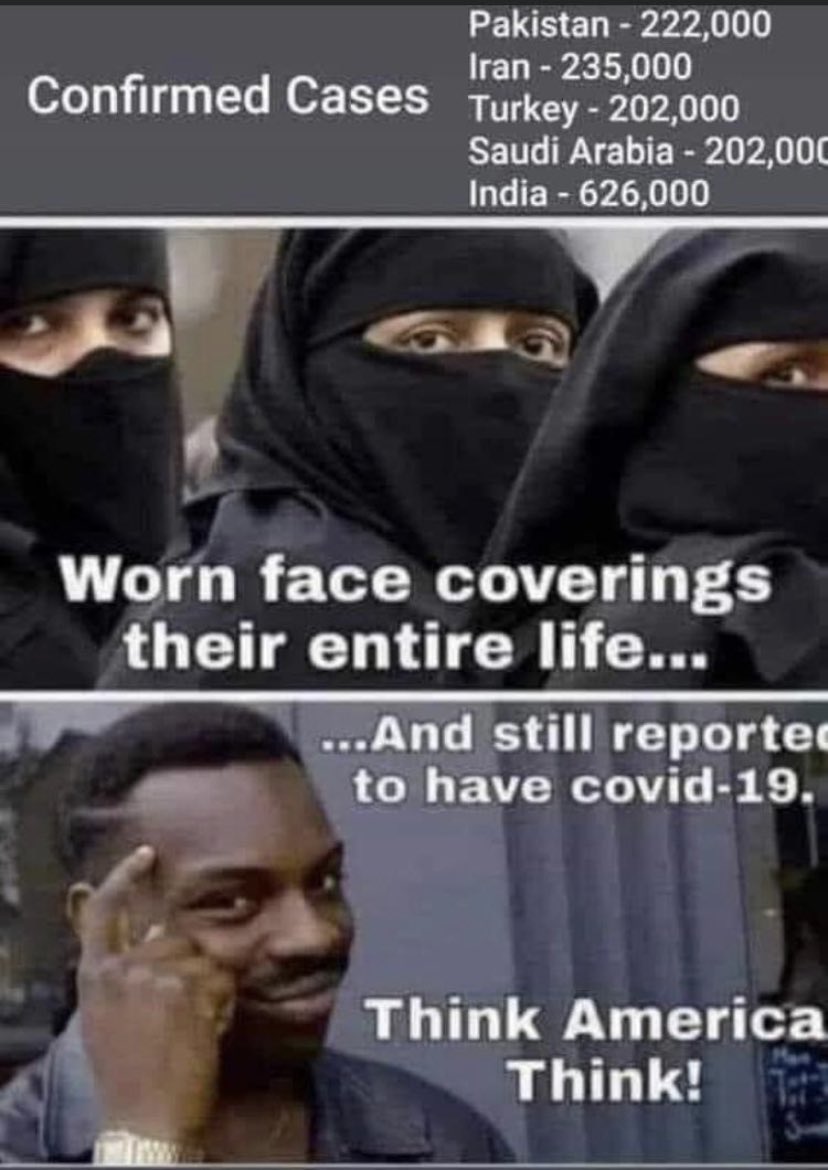 Pakistan - 222,000
Iran - 235,000
Confirmed Cases
Turkey - 202,000
Saudi Arabia - 202,000
India - 626,000
Worn face coverings
their entire life...
...And still reported
to have covid-19.
Think America
Think!